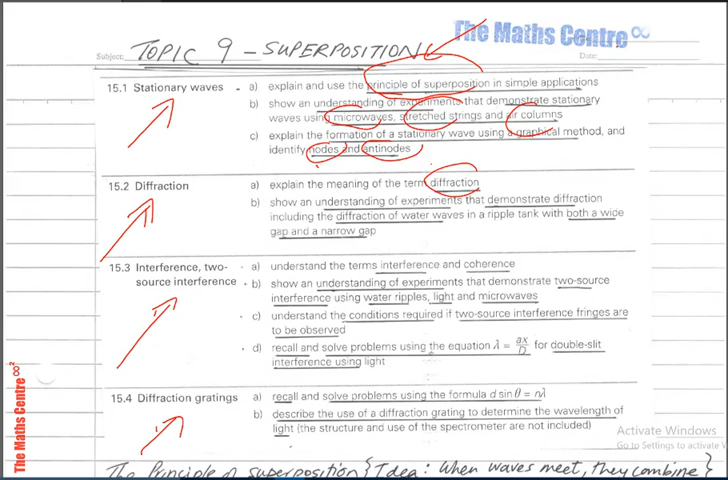 The Maths Centre∞
Subject: TOPIC 9 - SUPERPOSITION
Date:
15.1 Stationary waves
a) explain and use the principle of superposition in simple applications
b) show an understanding of experiments that demonstrate stationary
waves using microwaves, stretched strings and air columns
c) explain the formation of a stationary wave using a graphical method, and
identify nodes and antinodes
15.2 Diffraction
a) explain the meaning of the term diffraction
b) show an understanding of experiments that demonstrate diffraction
including the diffraction of water waves in a ripple tank with both a wide
gap and a narrow gap
15.3 Interference, two-
source interference
a) understand the terms interference and coherence
b) show an understanding of experiments that demonstrate two-source
interference using water ripples, light and microwaves
c) understand the conditions required if two-source interference fringes are
to be observed
d) recall and solve problems using the equation λ = ax/D for double-slit
interference using light
15.4 Diffraction gratings
a) recall and solve problems using the formula d sin θ = nλ
b) describe the use of a diffraction grating to determine the wavelength of
light (the structure and use of the spectrometer are not included)
The Maths Centre∞
Activate Windows
Go to Settings to activate
The Principle of superposition {Idea: When waves meet, they combine}